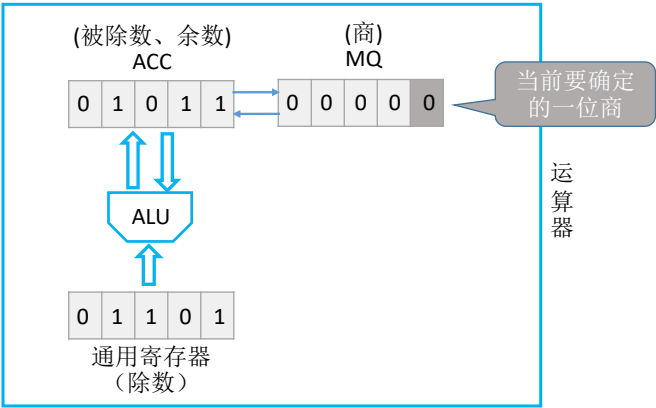 (被除数、余数)
ACC
(商)
MQ
0 1 0 1 1
0 0 0 0 0
当前要确定
的一位商
ALU
运算器
0 1 1 0 1
通用寄存器
（除数）